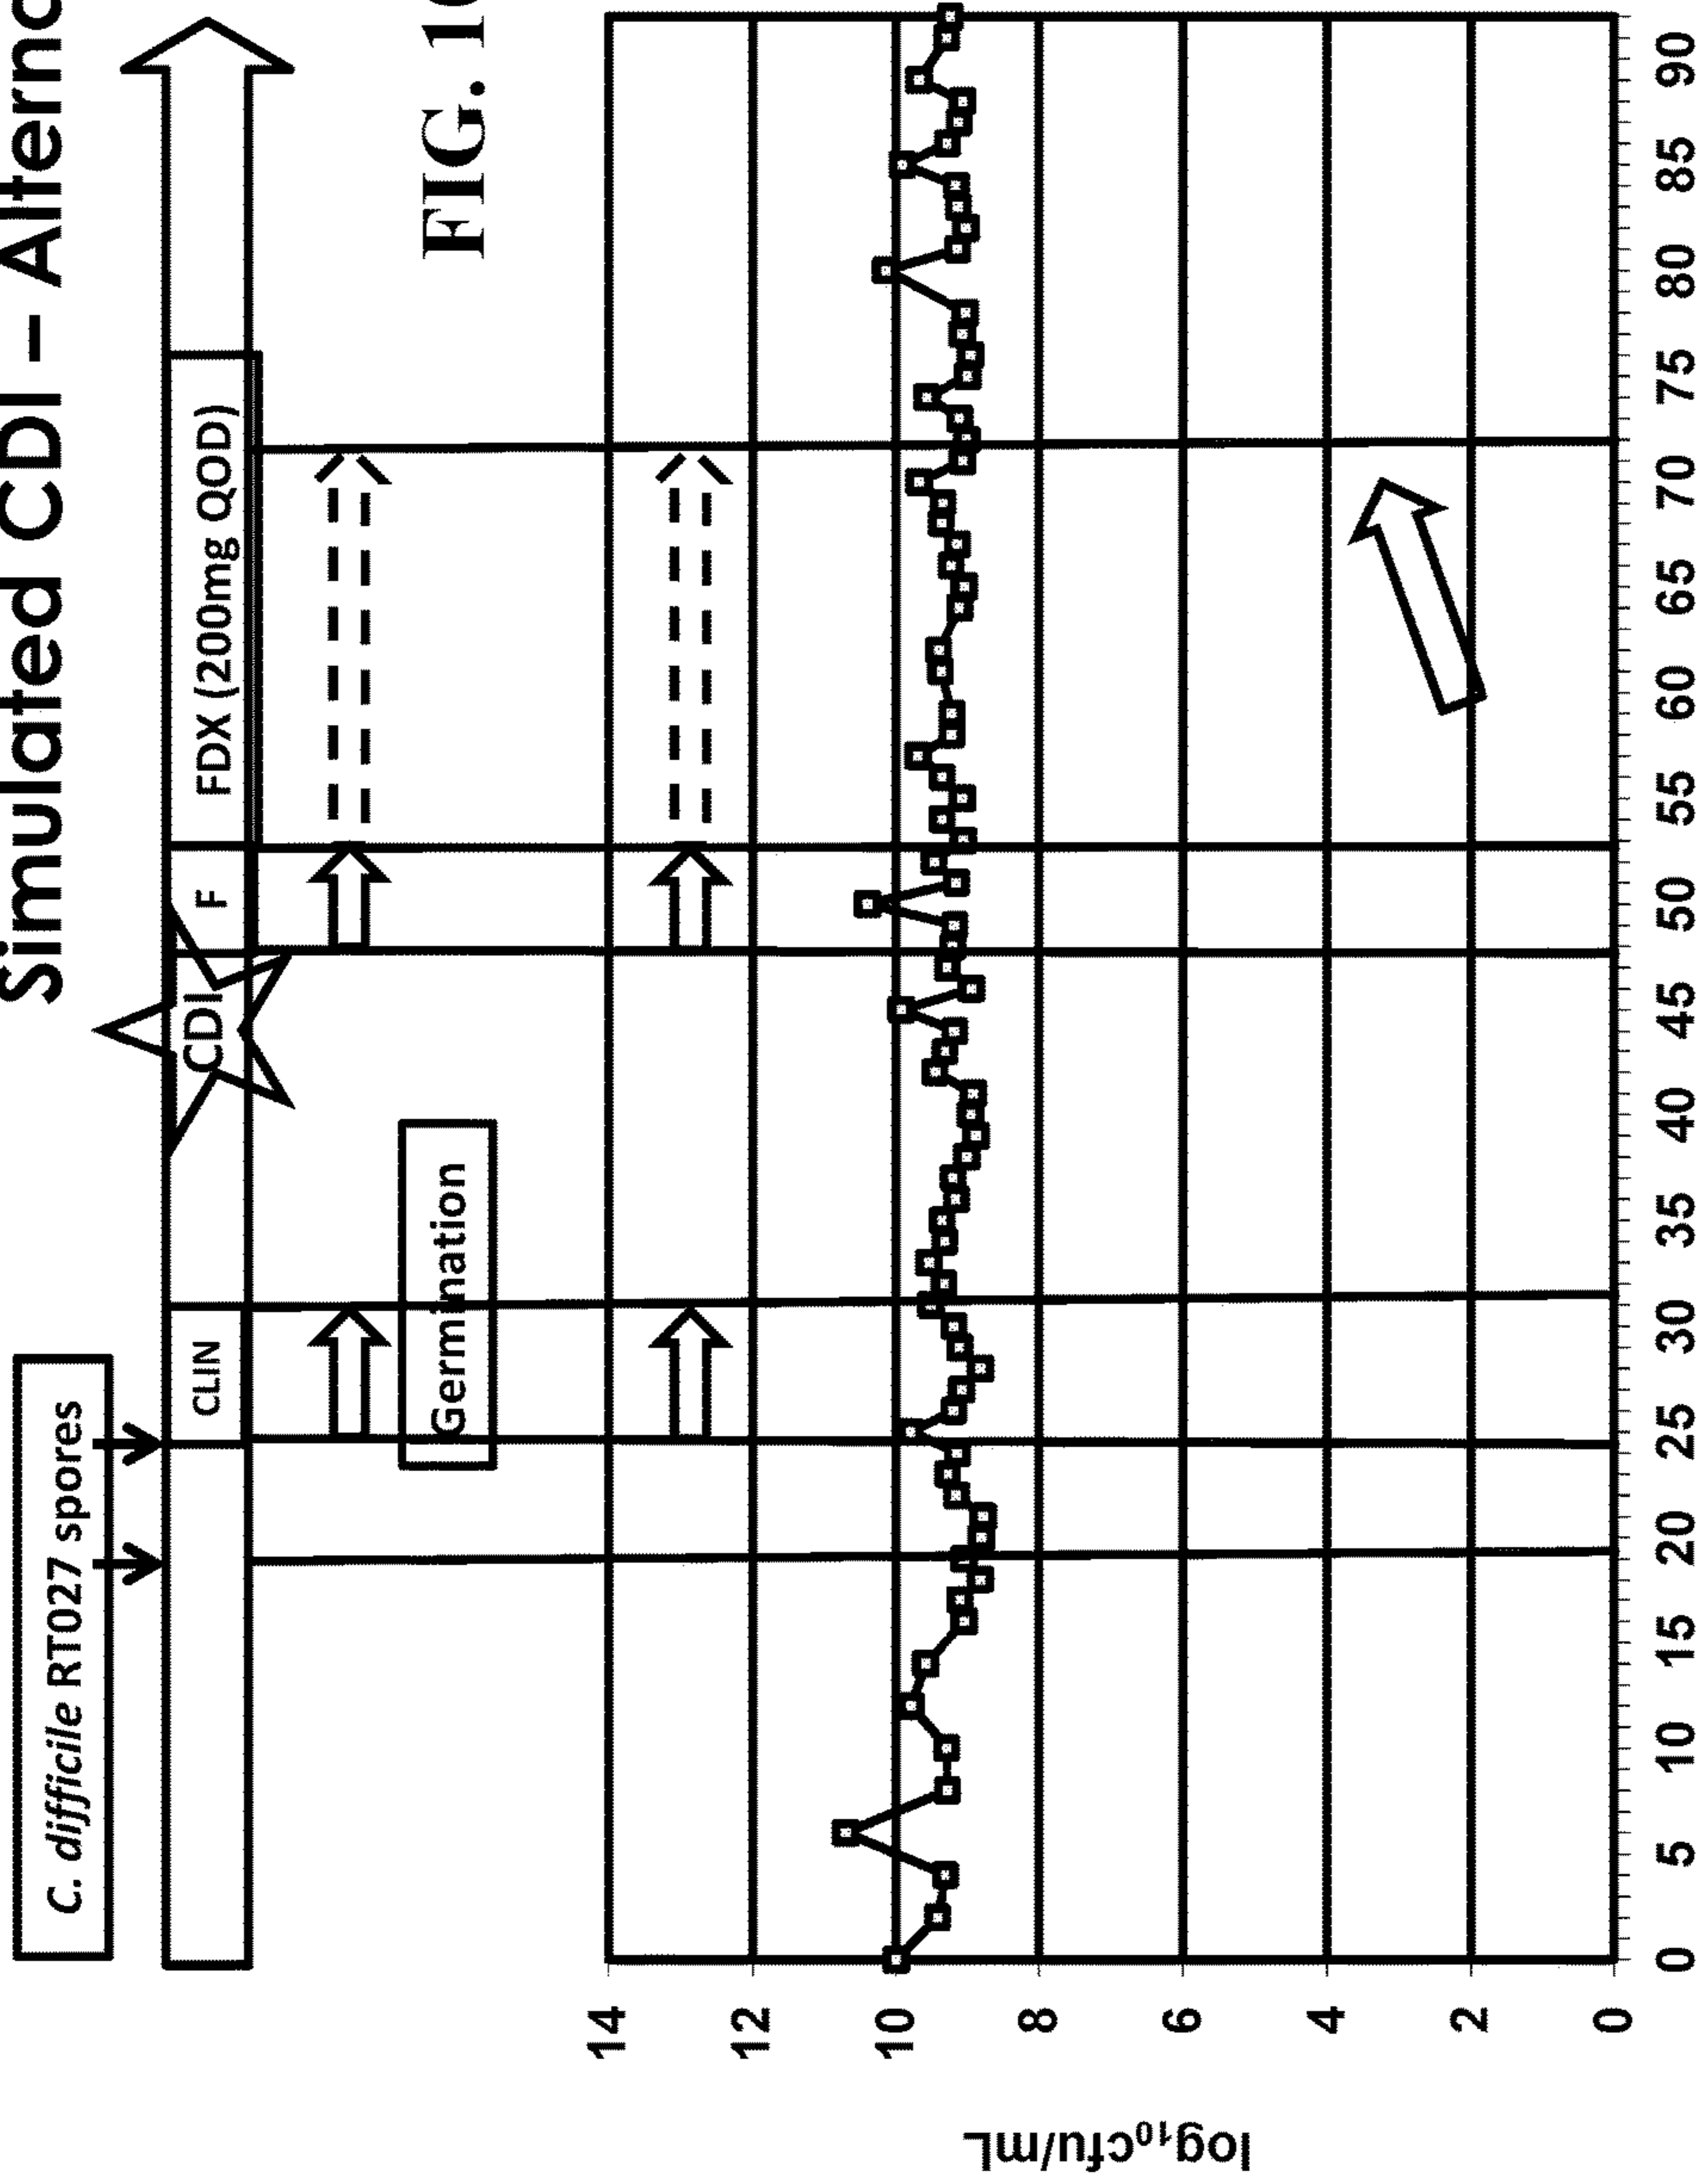 Simulated CDI – Altern
C. difficile RT027 spores
CLIN
CDI
F
FDX (200mg QOD)
Germination
FIG. 1
14
12
10
8
6
4
2
0
log₁₀cfu/mL
0 5 10 15 20 25 30 35 40 45 50 55 60 65 70 75 80 85 90